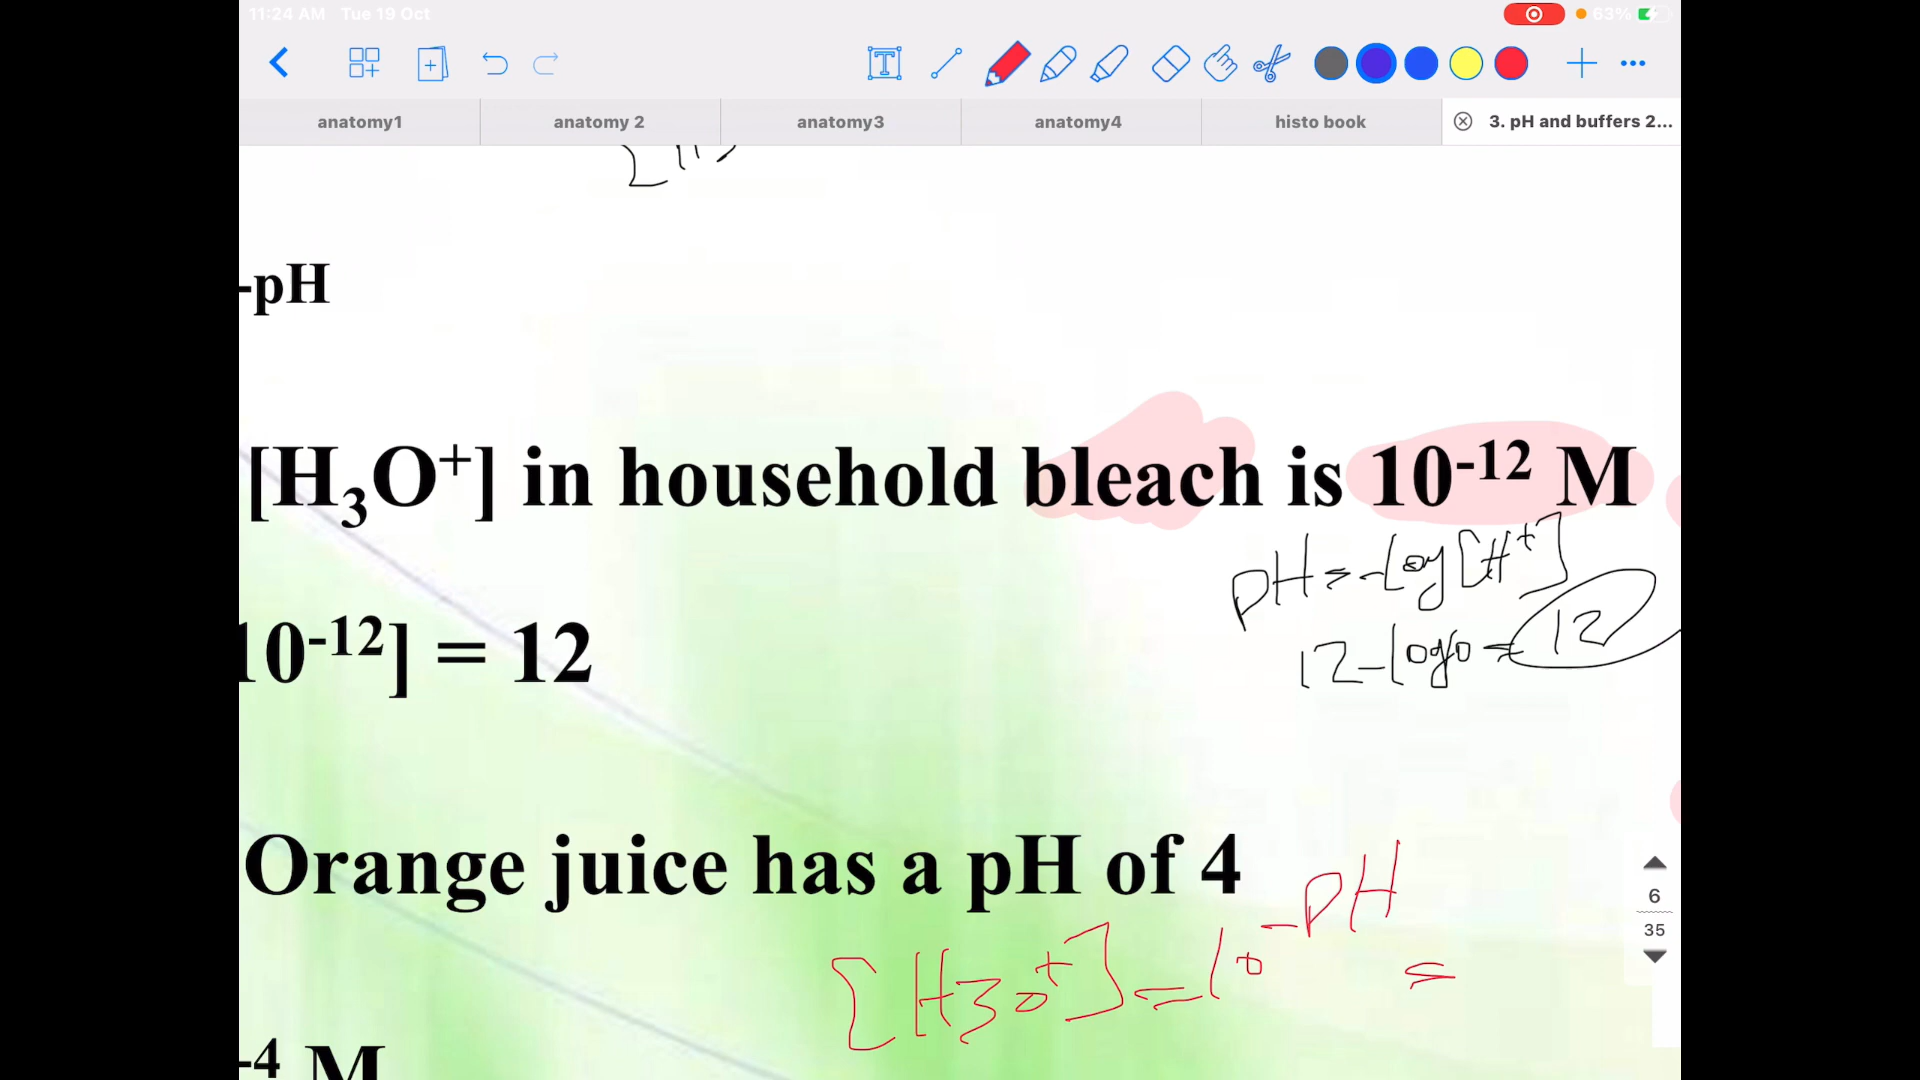 11:24 AM Tue 19 Oct
63%
T
anatomy1 anatomy 2 anatomy3 anatomy4 histo book 3. pH and buffers 2...
-pH
[H₃O⁺] in household bleach is 10⁻¹² M
pH = -log[H⁺]
10⁻¹²] = 12
12 - log = 12
Orange juice has a pH of 4
[H3O⁺] = 10^-pH =
6
35
-4 M